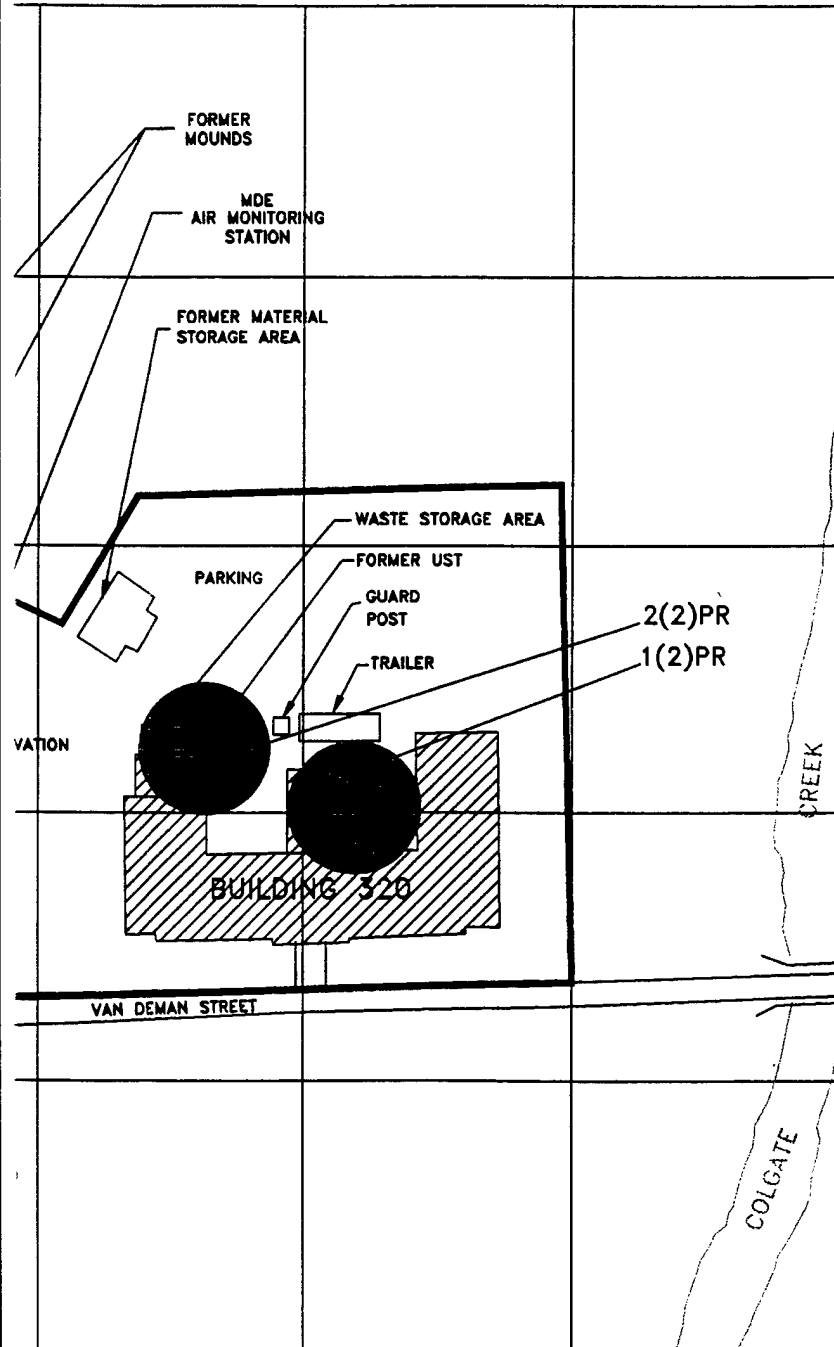 FORMER
MOUNDS
MDE
AIR MONITORING
STATION
FORMER MATERIAL
STORAGE AREA
WASTE STORAGE AREA
PARKING
FORMER UST
GUARD
POST
2(2)PR
1(2)PR
TRAILER
VATION
CREEK
BUILDING 320
VAN DEMAN STREET
COLGATE